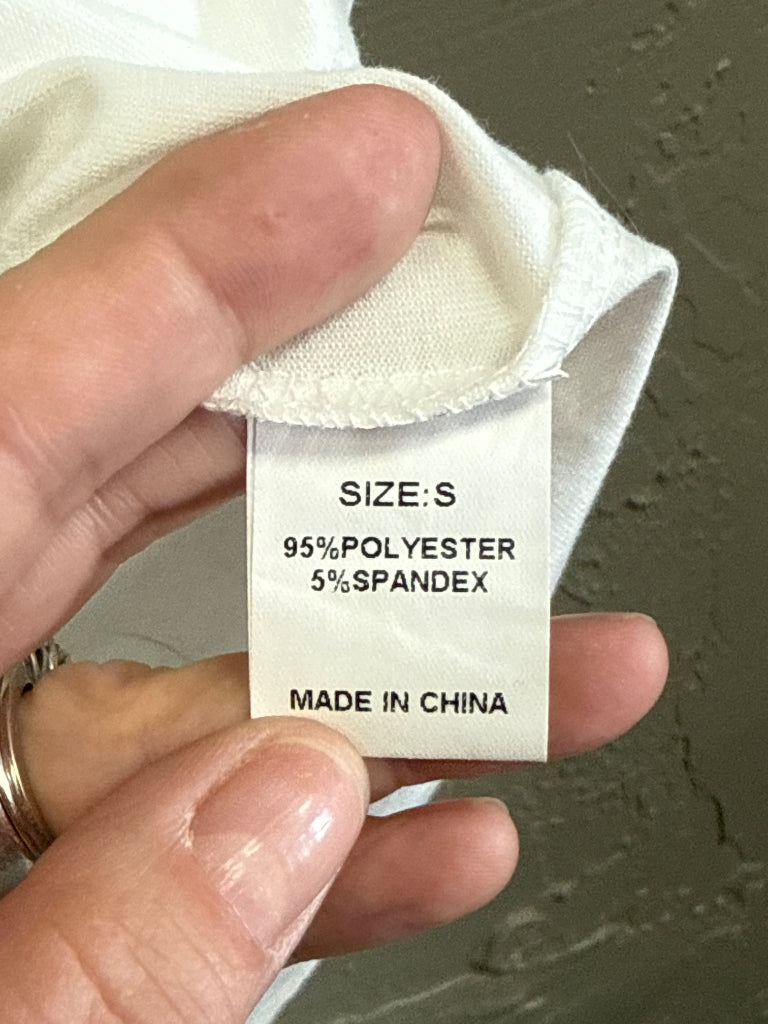 SIZE:S
95%POLYESTER
5%SPANDEX
MADE IN CHINA